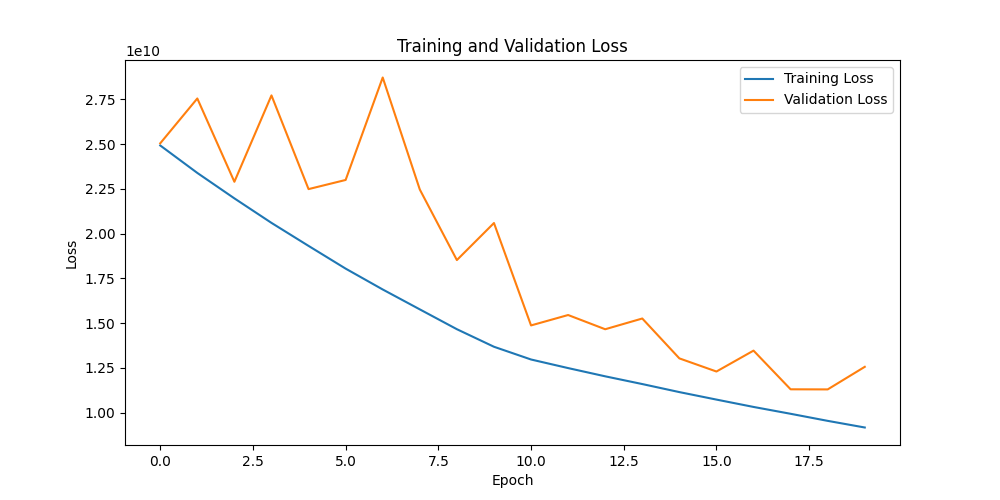 Training and Validation Loss
1e10
Training Loss
Validation Loss
2.75
2.50
2.25
2.00
1.75
1.50
1.25
1.00
Loss
0.0 2.5 5.0 7.5 10.0 12.5 15.0 17.5
Epoch